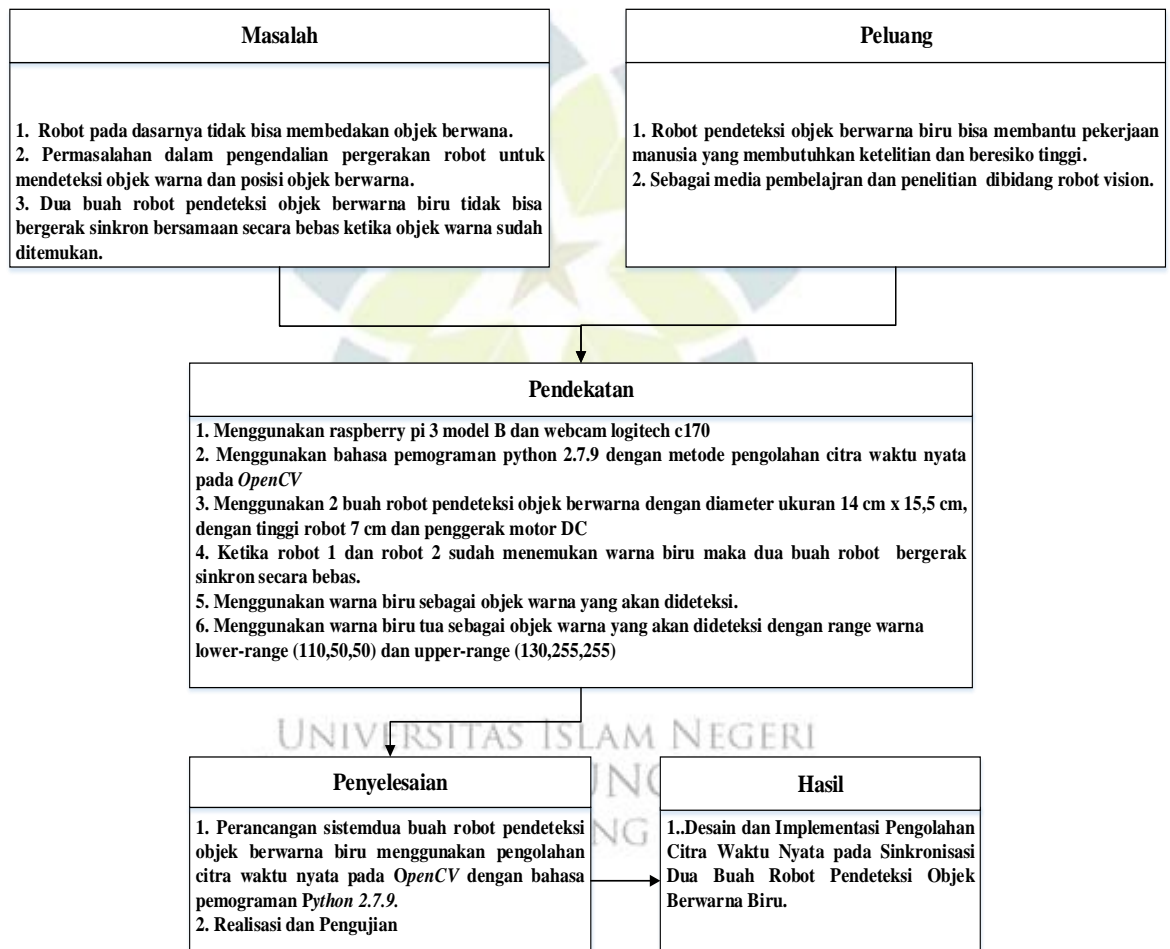 Masalah
1. Robot pada dasarnya tidak bisa membedakan objek berwana.
2. Permasalahan dalam pengendalian pergerakan robot untuk
mendeteksi objek warna dan posisi objek berwarna.
3. Dua buah robot pendeteksi objek berwarna biru tidak bisa
bergerak sinkron bersamaan secara bebas ketika objek warna sudah
ditemukan.
Peluang
1. Robot pendeteksi objek berwarna biru bisa membantu pekerjaan
manusia yang membutuhkan ketelitian dan beresiko tinggi.
2. Sebagai media pembelajran dan penelitian dibidang robot vision.
Pendekatan
1. Menggunakan raspberry pi 3 model B dan webcam logitech c170
2. Menggunakan bahasa pemograman python 2.7.9 dengan metode pengolahan citra waktu nyata
pada OpenCV
3. Menggunakan 2 buah robot pendeteksi objek berwarna dengan diameter ukuran 14 cm x 15,5 cm,
dengan tinggi robot 7 cm dan penggerak motor DC
4. Ketika robot 1 dan robot 2 sudah menemukan warna biru maka dua buah robot bergerak
sinkron secara bebas.
5. Menggunakan warna biru sebagai objek warna yang akan dideteksi.
6. Menggunakan warna biru tua sebagai objek warna yang akan dideteksi dengan range warna
lower-range (110,50,50) dan upper-range (130,255,255)
UNIVERSITAS ISLAM NEGERI
Penyelesaian
1. Perancangan sistemdua buah robot pendeteksi
objek berwarna biru menggunakan pengolahan
citra waktu nyata pada OpenCV dengan bahasa
pemograman Python 2.7.9.
2. Realisasi dan Pengujian
Hasil
1..Desain dan Implementasi Pengolahan
Citra Waktu Nyata pada Sinkronisasi
Dua Buah Robot Pendeteksi Objek
Berwarna Biru.